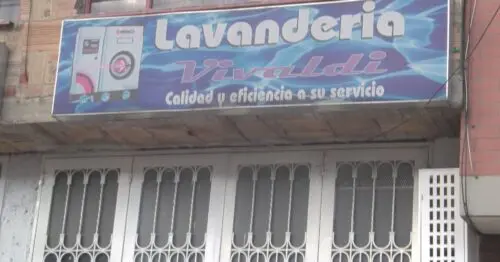 Lavanderia
Vivaldi
Calidad y eficiencia a su servicio